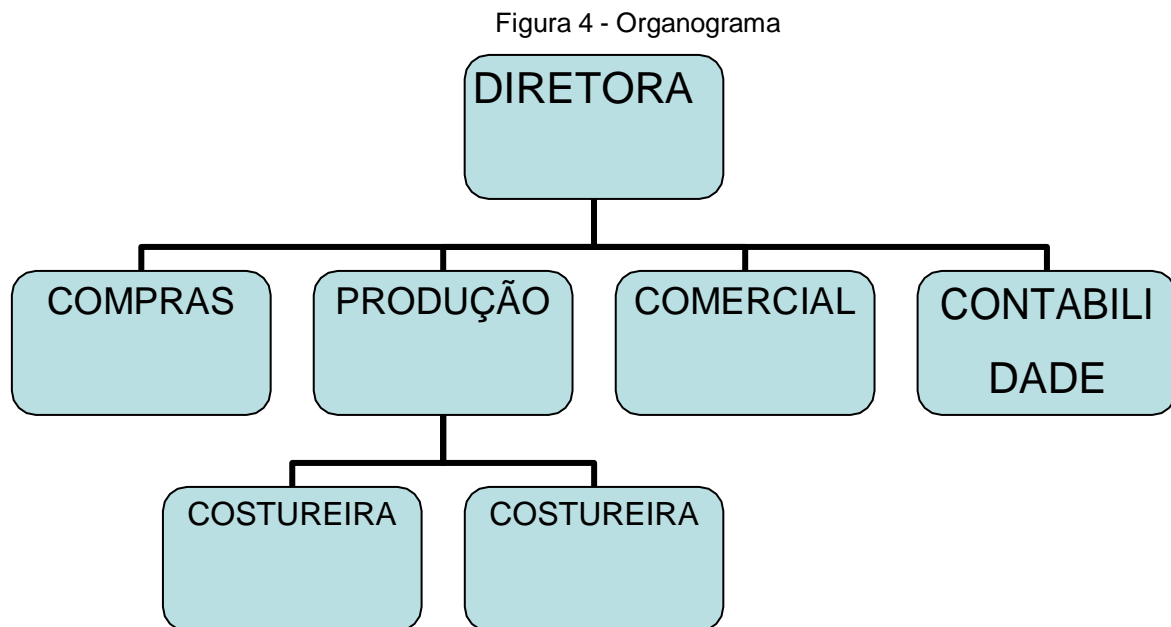 Figura 4 - Organograma
DIRETORA
COMPRAS
PRODUÇÃO
COMERCIAL
CONTABILI
DADE
COSTUREIRA
COSTUREIRA